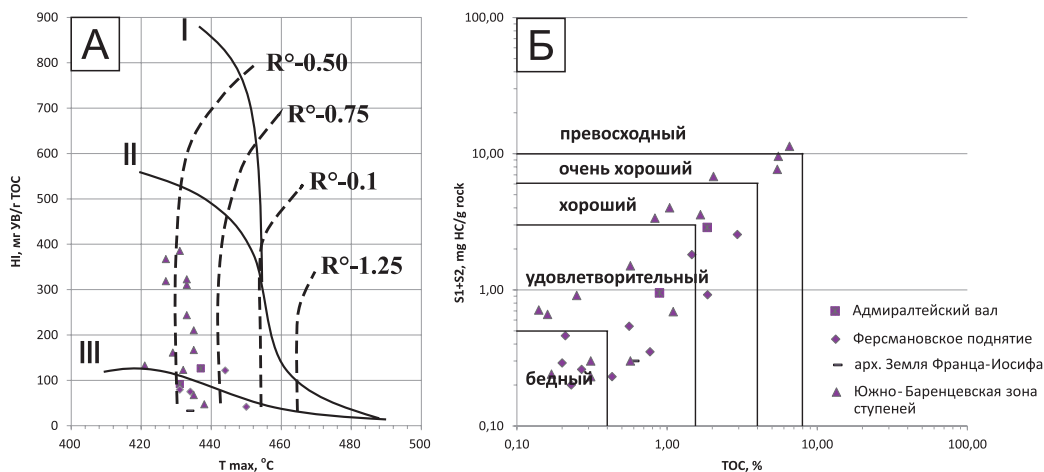 А
HI, мг УВ/г ТОС
900
800
700
600
500
400
300
200
100
0
I
II
III
R°-0.50
R°-0.75
R°-0.1
R°-1.25
400
420
440
460
480
500
T max, °C
Б
S1+S2, mg HC/g rock
100,00
10,00
1,00
0,10
превосходный
очень хороший
хороший
удовлетворительный
бедный
0,10
1,00
10,00
100,00
ТОС, %
Адмиралтейский вал
Ферсмановское поднятие
арх. Земля Франца-Иосифа
Южно-Баренцевская зона
ступеней